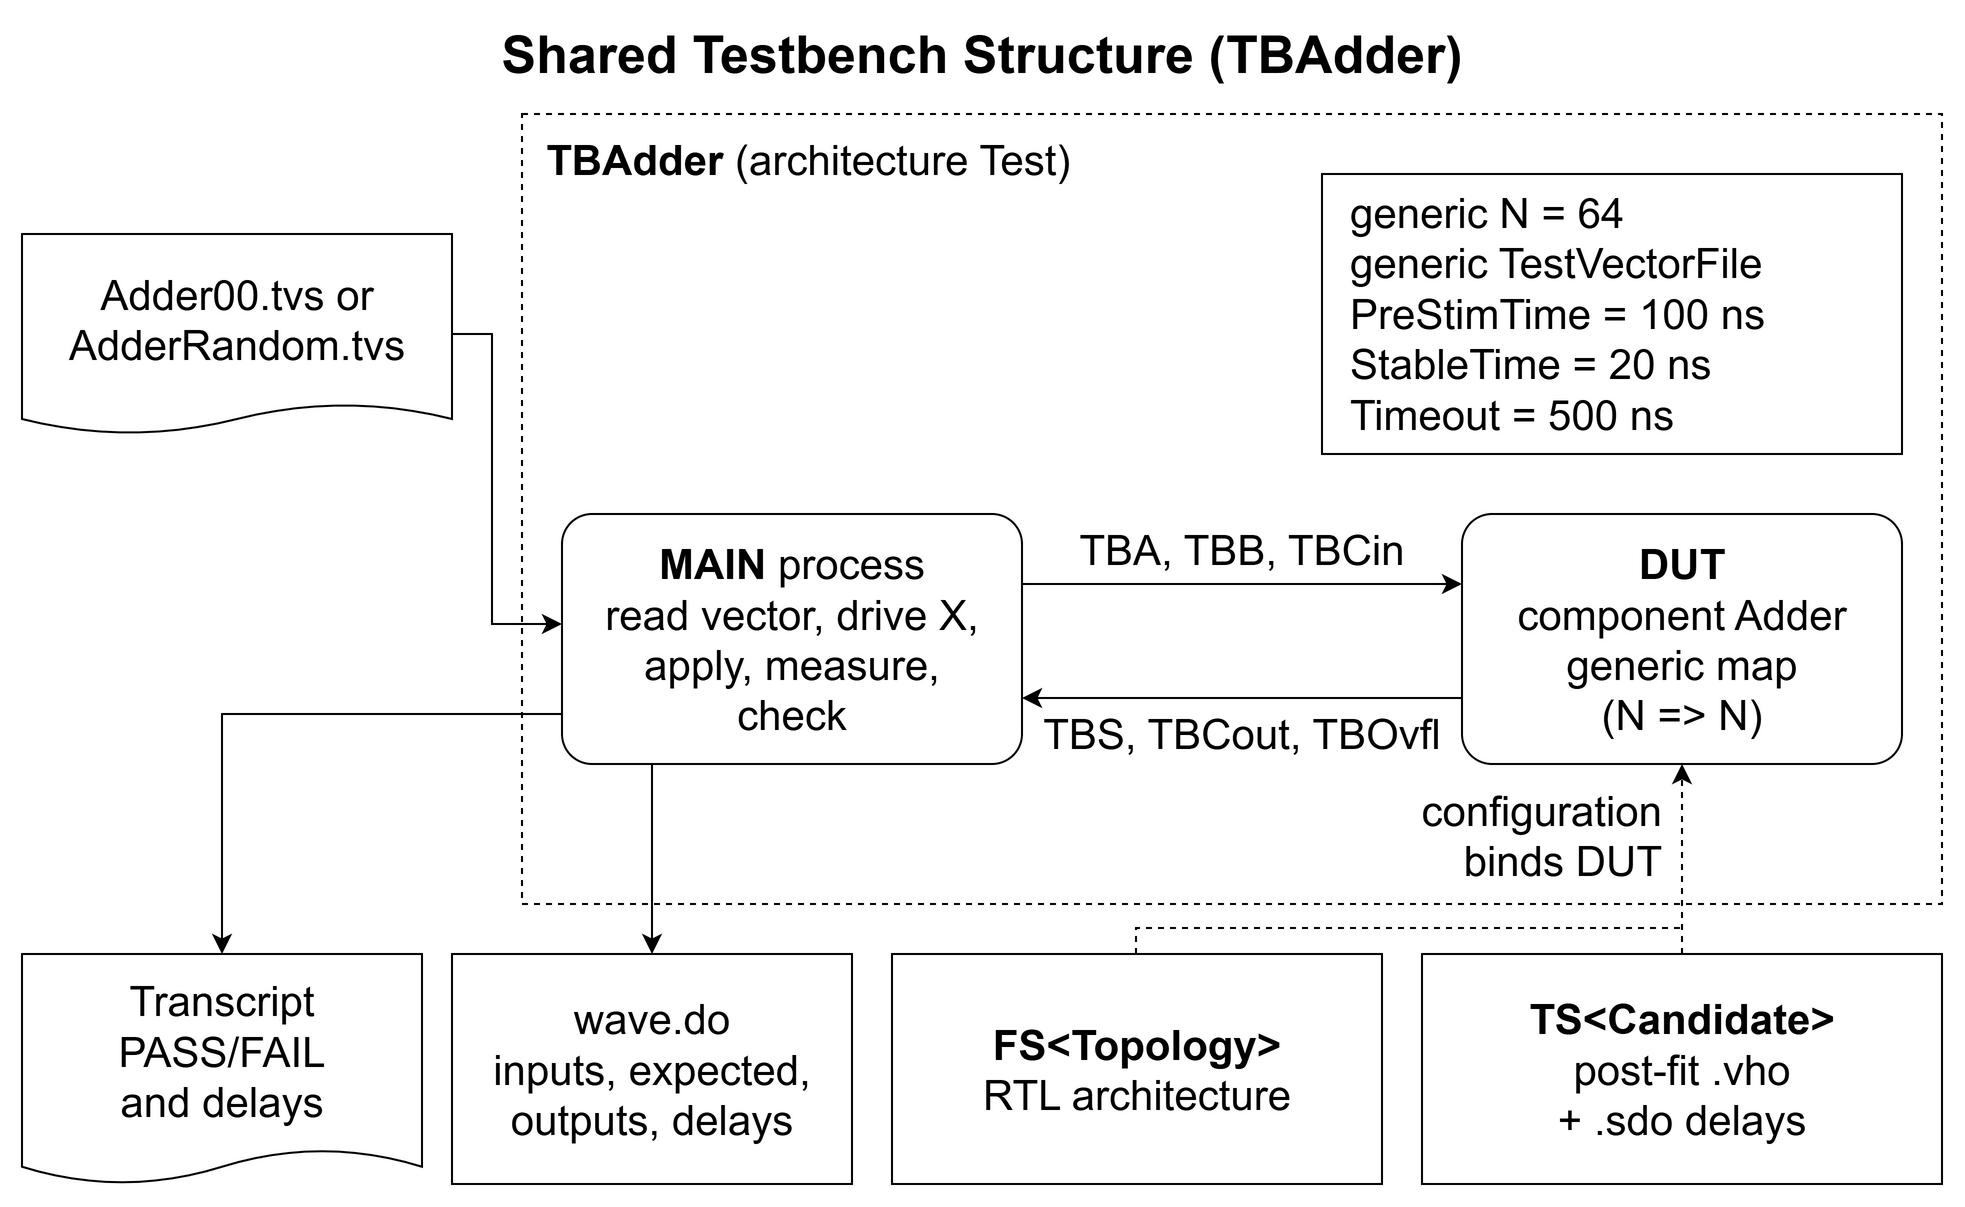 Shared Testbench Structure (TBAdder)
TBAdder (architecture Test)
generic N = 64
generic TestVectorFile
PreStimTime = 100 ns
StableTime = 20 ns
Timeout = 500 ns
Adder00.tvs or
AdderRandom.tvs
MAIN process
read vector, drive X,
apply, measure,
check
TBA, TBB, TBCin
TBS, TBCout, TBOvfl
DUT
component Adder
generic map
(N => N)
configuration
binds DUT
Transcript
PASS/FAIL
and delays
wave.do
inputs, expected,
outputs, delays
FS<Topology>
RTL architecture
TS<Candidate>
post-fit .vho
+ .sdo delays